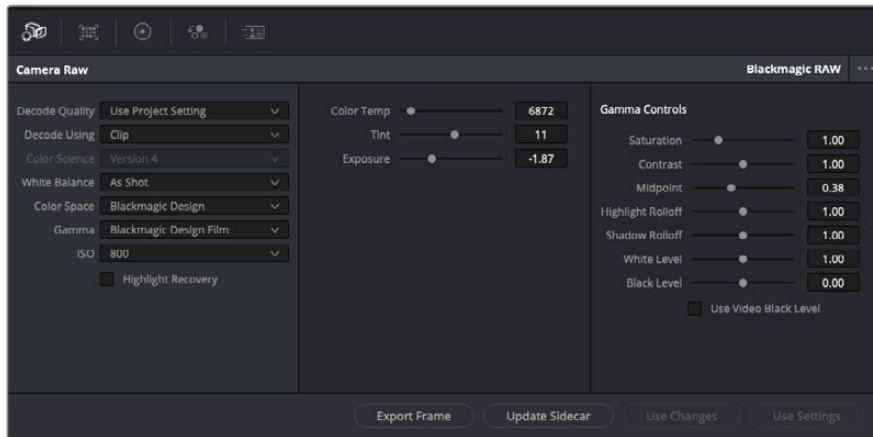 Camera Raw
Blackmagic RAW
Decode Quality Use Project Setting
Decode Using Clip
Color Science Version 4
White Balance As Shot
Color Space Blackmagic Design
Gamma Blackmagic Design Film
ISO 800
Highlight Recovery
Color Temp 6872
Tint 11
Exposure -1.87
Gamma Controls
Saturation 1.00
Contrast 1.00
Midpoint 0.38
Highlight Rolloff 1.00
Shadow Rolloff 1.00
White Level 1.00
Black Level 0.00
Use Video Black Level
Export Frame Update Sidecar Use Changes Use Settings